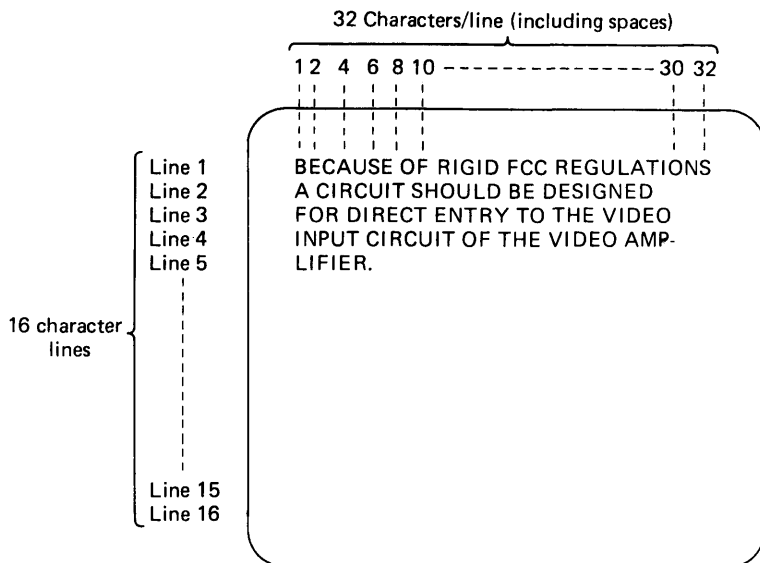 32 Characters/line (including spaces)
1 2 4 6 8 10 30 32
Line 1 BECAUSE OF RIGID FCC REGULATIONS
Line 2 A CIRCUIT SHOULD BE DESIGNED
Line 3 FOR DIRECT ENTRY TO THE VIDEO
Line 4 INPUT CIRCUIT OF THE VIDEO AMP-
Line 5 LIFIER.
16 character
lines
Line 15
Line 16